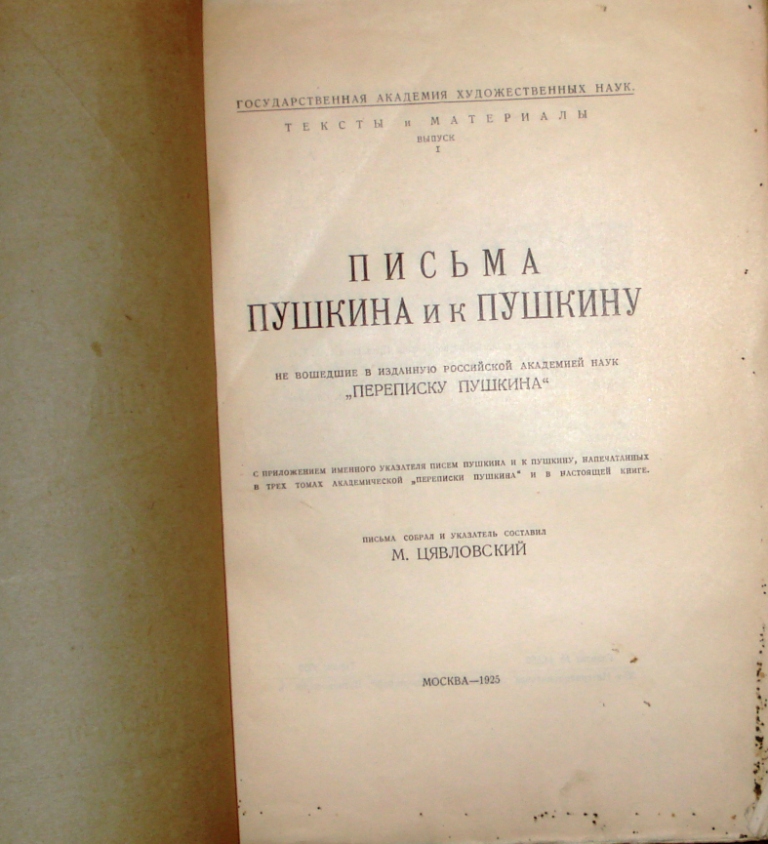 ГОСУДАРСТВЕННАЯ АКАДЕМИЯ ХУДОЖЕСТВЕННЫХ НАУК.
ТЕКСТЫ и МАТЕРИАЛЫ
ВЫПУСК
I
ПИСЬМА
ПУШКИНА И К ПУШКИНУ
НЕ ВОШЕДШИЕ В ИЗДАННУЮ РОССИЙСКОЙ АКАДЕМИЕЙ НАУК
„ПЕРЕПИСКУ ПУШКИНА“
С ПРИЛОЖЕНИЕМ ИМЕННОГО УКАЗАТЕЛЯ ПИСЕМ ПУШКИНА И К ПУШКИНУ, НАПЕЧАТАННЫХ
В ТРЕХ ТОМАХ АКАДЕМИЧЕСКОЙ „ПЕРЕПИСКИ ПУШКИНА“ И В НАСТОЯЩЕЙ КНИГЕ.
ПИСЬМА СОБРАЛ И УКАЗАТЕЛЬ СОСТАВИЛ
М. ЦЯВЛОВСКИЙ
МОСКВА—1925